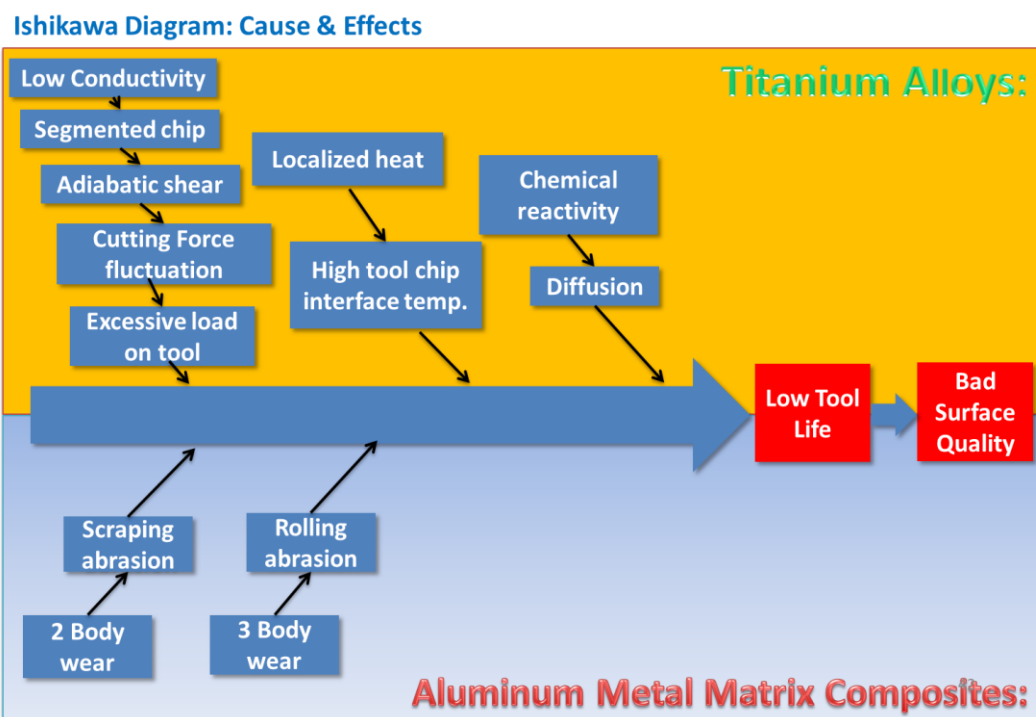 Ishikawa Diagram: Cause & Effects
Titanium Alloys:
Low Conductivity
Segmented chip
Adiabatic shear
Cutting Force
fluctuation
Excessive load
on tool
Localized heat
High tool chip
interface temp.
Chemical
reactivity
Diffusion
Low Tool
Life
Bad
Surface
Quality
Scraping
abrasion
2 Body
wear
Rolling
abrasion
3 Body
wear
Aluminum Metal Matrix Composites: